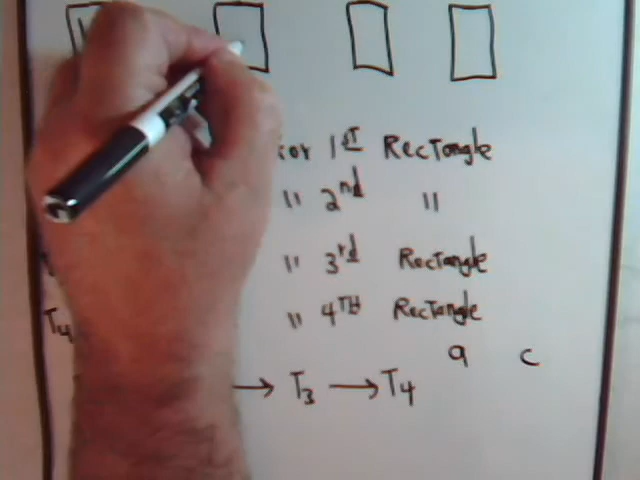 for 1ST Rectangle
" 2nd "
" 3rd Rectangle
T4 " 4TH Rectangle
a c
→ T3 → T4